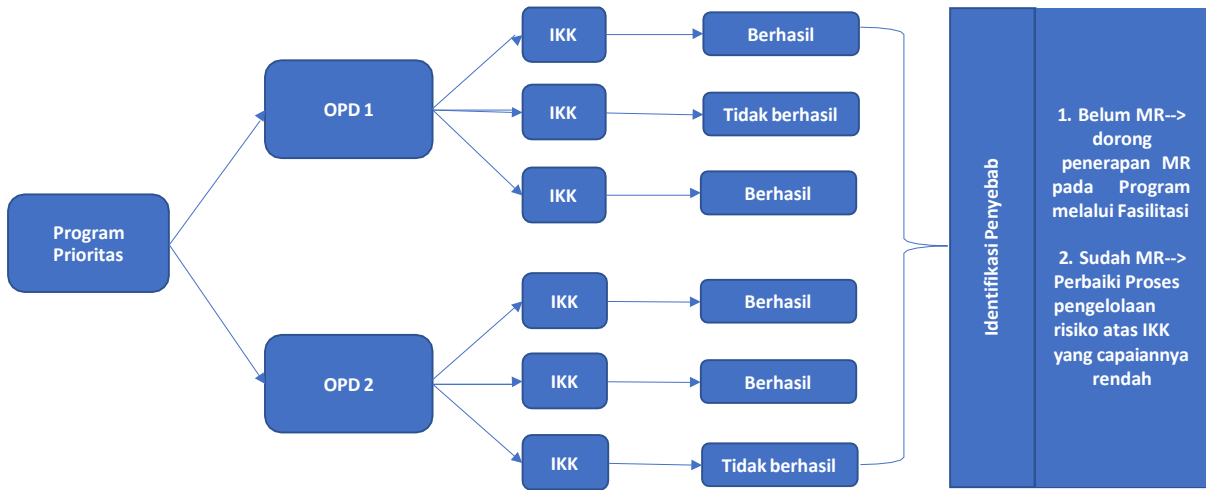 Program
Prioritas
OPD 1
IKK
Berhasil
IKK
Tidak berhasil
IKK
Berhasil
OPD 2
IKK
Berhasil
IKK
Berhasil
IKK
Tidak berhasil
Identifikasi Penyebab
1. Belum MR-->
dorong
penerapan MR
pada Program
melalui Fasilitasi
2. Sudah MR-->
Perbaiki Proses
pengelolaan
risiko atas IKK
yang capaiannya
rendah